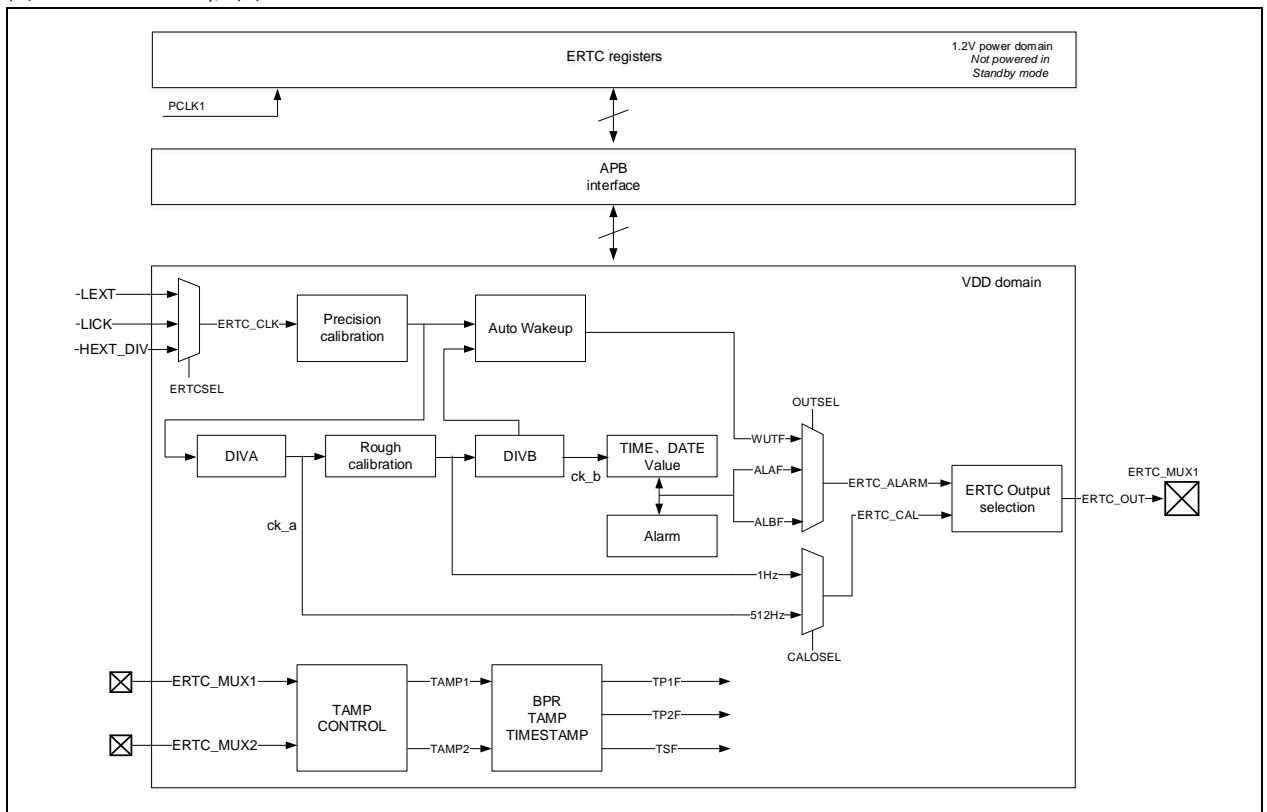 ERTC registers
1.2V power domain
Not powered in
Standby mode
PCLK1
APB
interface
VDD domain
LEXT
LICK
HEXT_DIV
ERTCSEL
ERTC_CLK
Precision
calibration
Auto Wakeup
OUTSEL
DIVA
Rough
calibration
DIVB
TIME、DATE
Value
ck_a
ck_b
Alarm
WUTF
ALAF
ALBF
ERTC_ALARM
ERTC_CAL
ERTC Output
selection
ERTC_OUT
ERTC_MUX1
1Hz
512Hz
CALOSEL
ERTC_MUX1
ERTC_MUX2
TAMP
CONTROL
TAMP1
TAMP2
BPR
TAMP
TIMESTAMP
TP1F
TP2F
TSF